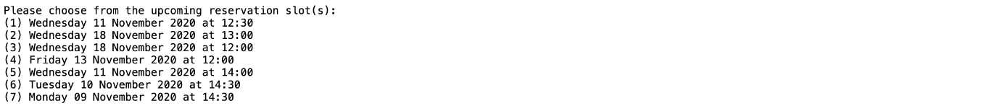 Please choose from the upcoming reservation slot(s):
(1) Wednesday 11 November 2020 at 12:30
(2) Wednesday 18 November 2020 at 13:00
(3) Wednesday 18 November 2020 at 12:00
(4) Friday 13 November 2020 at 12:00
(5) Wednesday 11 November 2020 at 14:00
(6) Tuesday 10 November 2020 at 14:30
(7) Monday 09 November 2020 at 14:30